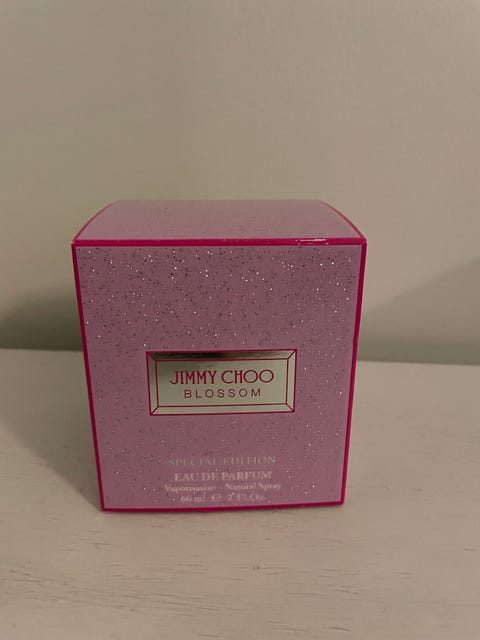 JIMMY CHOO
BLOSSOM
SPECIAL EDITION
EAU DE PARFUM
Vaporisateur - Natural Spray
60 ml ℮ 2 FL.Oz.